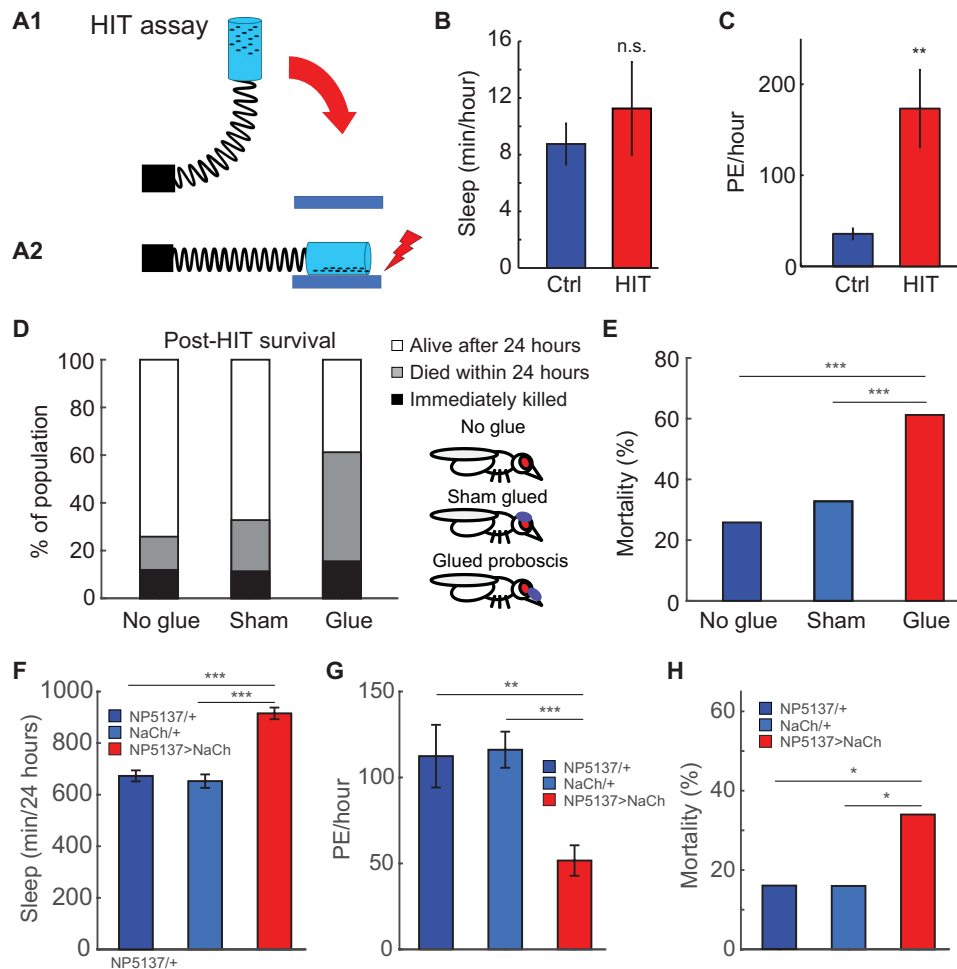 A1
HIT assay
A2
B
Sleep (min/hour)
16
12
8
4
0
n.s.
Ctrl
HIT
C
PE/hour
200
100
0
**
Ctrl
HIT
D
Post-HIT survival
% of population
100
80
60
40
20
0
No glue
Sham
Glue
Alive after 24 hours
Died within 24 hours
Immediately killed
No glue
Sham glued
Glued proboscis
E
Mortality (%)
80
60
40
20
0
***
***
No glue
Sham
Glue
F
Sleep (min/24 hours)
1000
800
600
400
200
0
***
***
NP5137/+
NaCh/+
NP5137>NaCh
NP5137/+
G
PE/hour
150
100
50
0
**
***
NP5137/+
NaCh/+
NP5137>NaCh
H
Mortality (%)
60
40
20
0
NP5137/+
NaCh/+
NP5137>NaCh
*
*